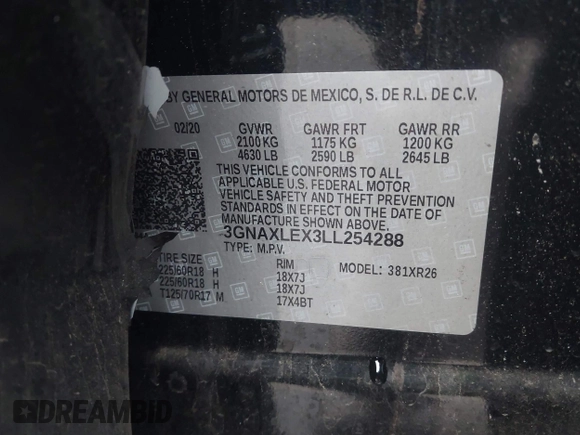 BY GENERAL MOTORS DE MEXICO, S. DE R.L. DE C.V.
02/20 GVWR GAWR FRT GAWR RR
2100 KG 1175 KG 1200 KG
4630 LB 2590 LB 2645 LB
THIS VEHICLE CONFORMS TO ALL
APPLICABLE U.S. FEDERAL MOTOR
VEHICLE SAFETY AND THEFT PREVENTION
STANDARDS IN EFFECT ON THE DATE OF
MANUFACTURE SHOWN ABOVE.
3GNAXLEX3LL254288
TYPE: M.P.V.
TIRE SIZE RIM MODEL: 381XR26
225/60R18 H 18X7J
225/60R18 H 18X7J
T125/70R17 M 17X4BT
DREAMBID